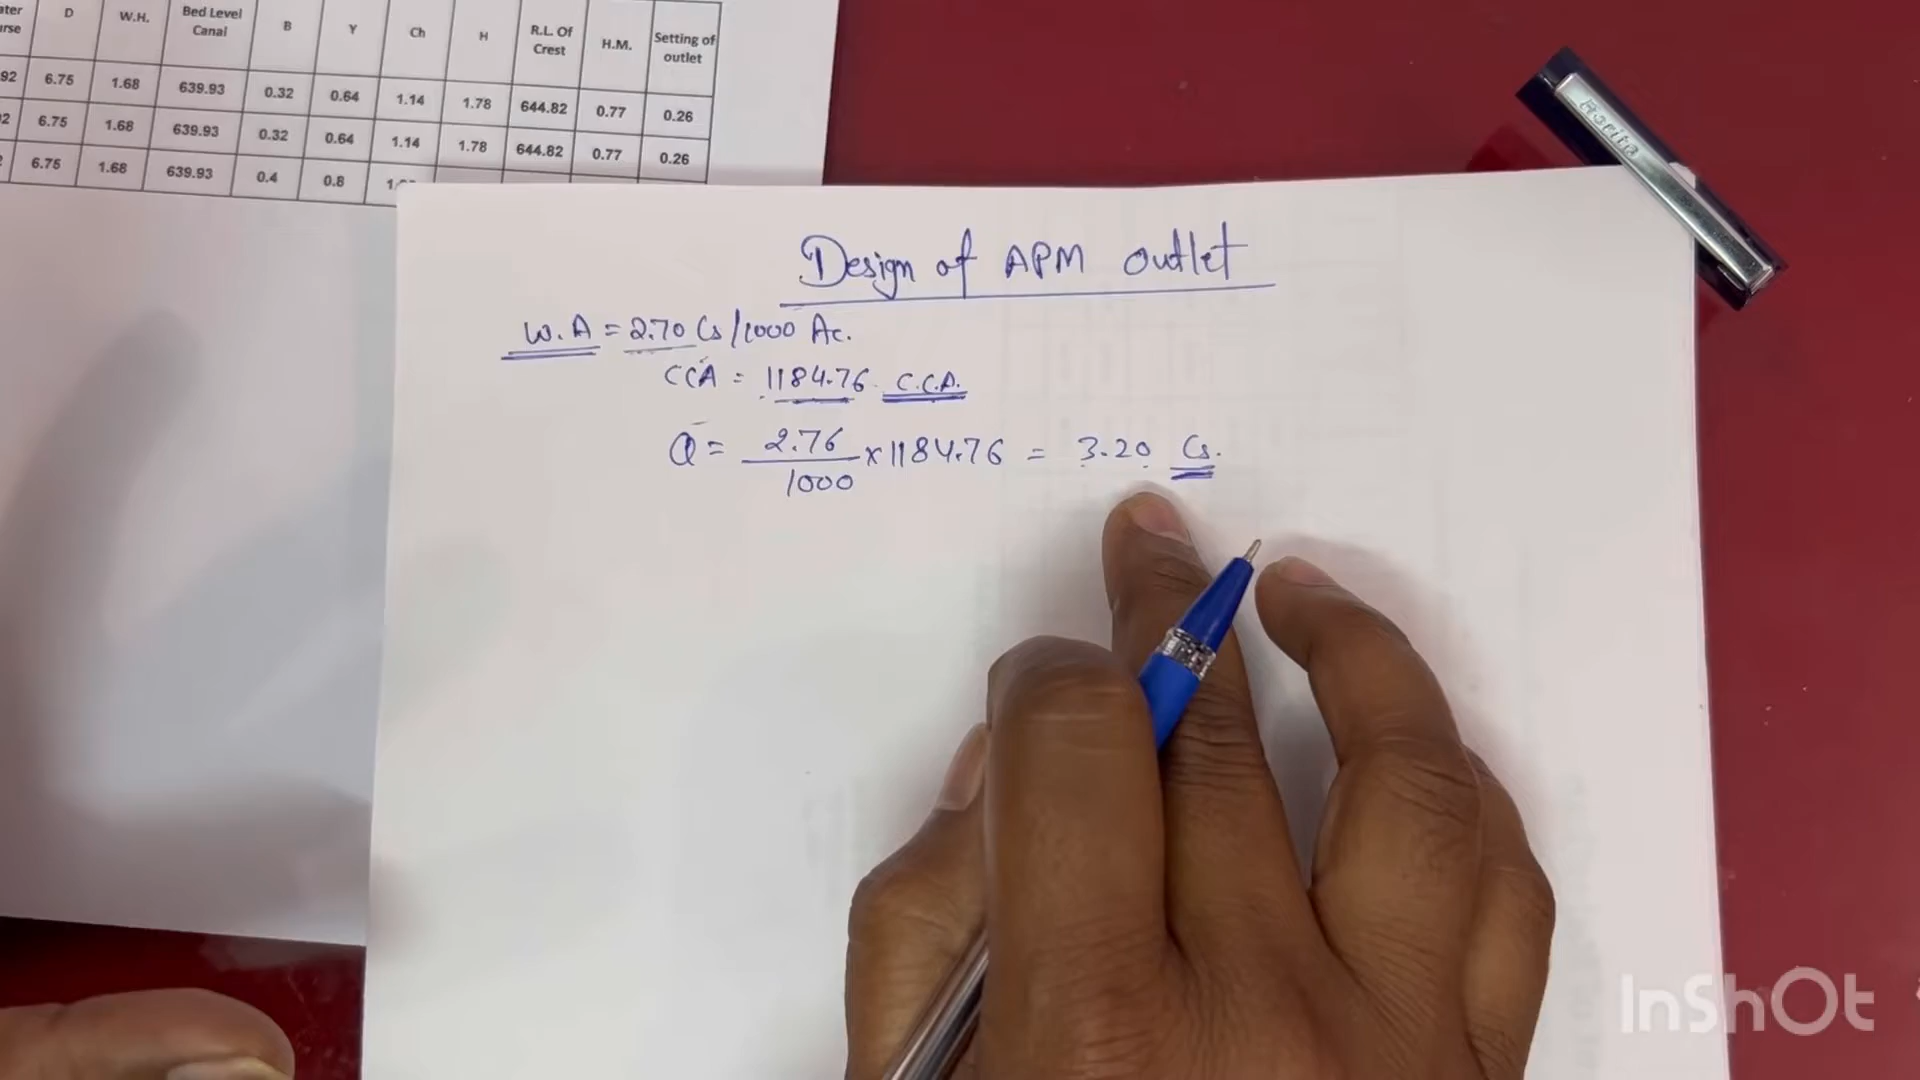 ater D W.H. Bed Level B Y Ch H R.L. Of H.M. Setting of
rse Canal Crest outlet
92 6.75 1.68 639.93 0.32 0.64 1.14 1.78 644.82 0.77 0.26
2 6.75 1.68 639.93 0.32 0.64 1.14 1.78 644.82 0.77 0.26
6.75 1.68 639.93 0.4 0.8
Design of APM outlet
W.A = 2.70 Cs/1000 Ac.
CCA = 1184.76 C.C.A.
Q = 2.76/1000 x 1184.76 = 3.20 Cs.
InShOt